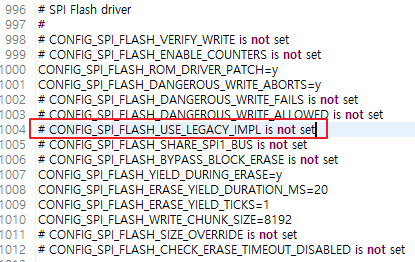 996 # SPI Flash driver
997 #
998 # CONFIG_SPI_FLASH_VERIFY_WRITE is not set
999 # CONFIG_SPI_FLASH_ENABLE_COUNTERS is not set
1000 CONFIG_SPI_FLASH_ROM_DRIVER_PATCH=y
1001 CONFIG_SPI_FLASH_DANGEROUS_WRITE_ABORTS=y
1002 # CONFIG_SPI_FLASH_DANGEROUS_WRITE_FAILS is not set
1003 # CONFIG_SPI_FLASH_DANGEROUS_WRITE_ALLOWED is not set
1004 # CONFIG_SPI_FLASH_USE_LEGACY_IMPL is not set
1005 # CONFIG_SPI_FLASH_SHARE_SPI1_BUS is not set
1006 # CONFIG_SPI_FLASH_BYPASS_BLOCK_ERASE is not set
1007 CONFIG_SPI_FLASH_YIELD_DURING_ERASE=y
1008 CONFIG_SPI_FLASH_ERASE_YIELD_DURATION_MS=20
1009 CONFIG_SPI_FLASH_ERASE_YIELD_TICKS=1
1010 CONFIG_SPI_FLASH_WRITE_CHUNK_SIZE=8192
1011 # CONFIG_SPI_FLASH_SIZE_OVERRIDE is not set
1012 # CONFIG_SPI_FLASH_CHECK_ERASE_TIMEOUT_DISABLED is not set